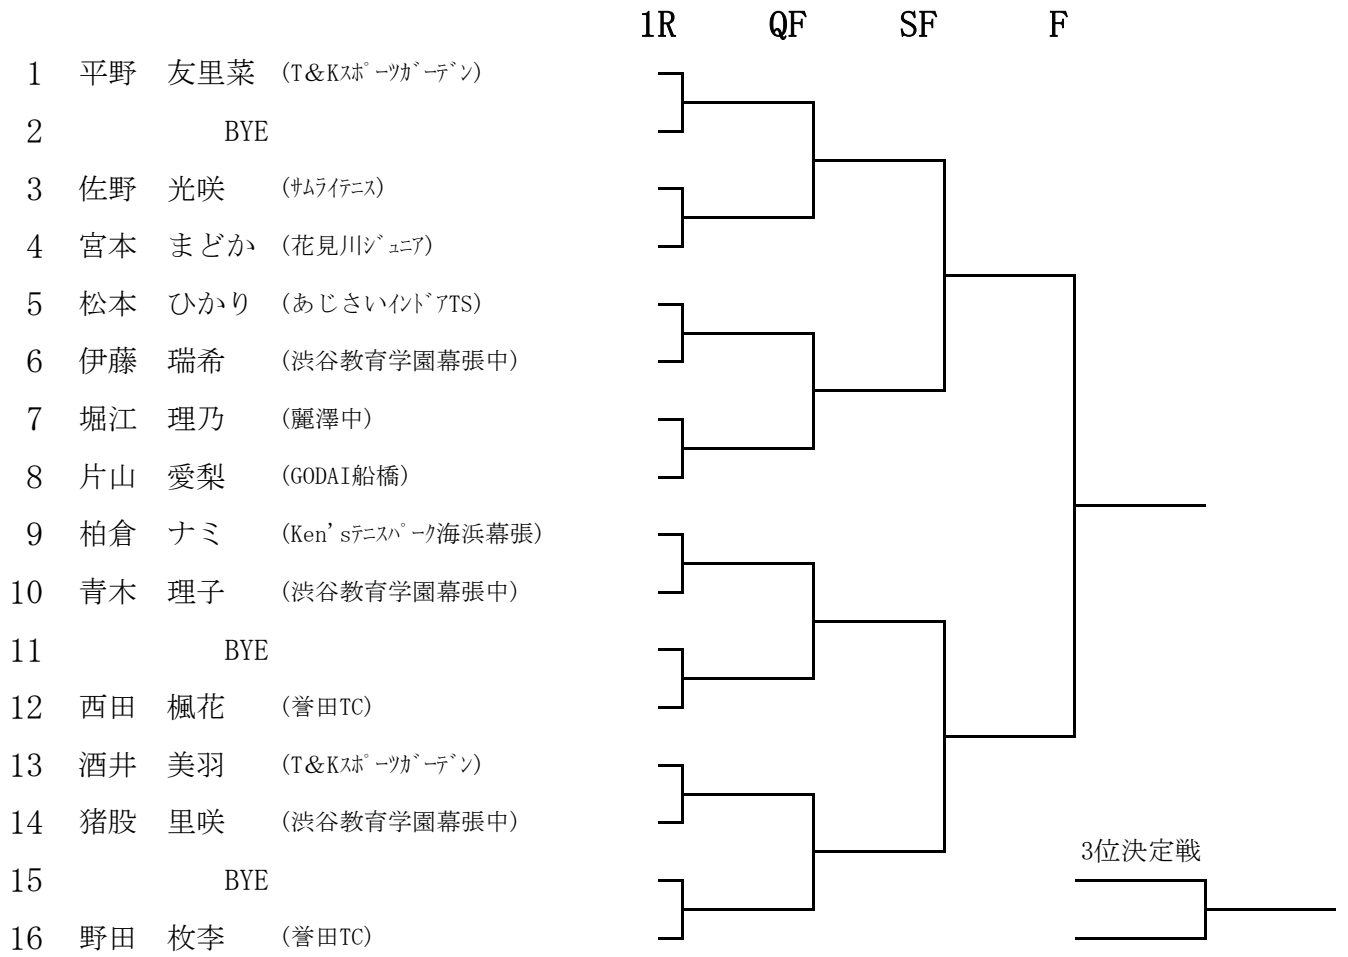 1R QF SF F
1 平野 友里菜 (T&Kｽﾎﾟｰﾂｶﾞｰﾃﾞﾝ)
2 BYE
3 佐野 光咲 (ｻﾑﾗｲﾃﾆｽ)
4 宮本 まどか (花見川ｼﾞｭﾆｱ)
5 松本 ひかり (あじさいｲﾝﾄﾞｱTS)
6 伊藤 瑞希 (渋谷教育学園幕張中)
7 堀江 理乃 (麗澤中)
8 片山 愛梨 (GODAI船橋)
9 柏倉 ナミ (Ken'sﾃﾆｽﾊﾟｰｸ海浜幕張)
10 青木 理子 (渋谷教育学園幕張中)
11 BYE
12 西田 楓花 (誉田TC)
13 酒井 美羽 (T&Kｽﾎﾟｰﾂｶﾞｰﾃﾞﾝ)
14 猪股 里咲 (渋谷教育学園幕張中)
3位決定戦
15 BYE
16 野田 枚李 (誉田TC)